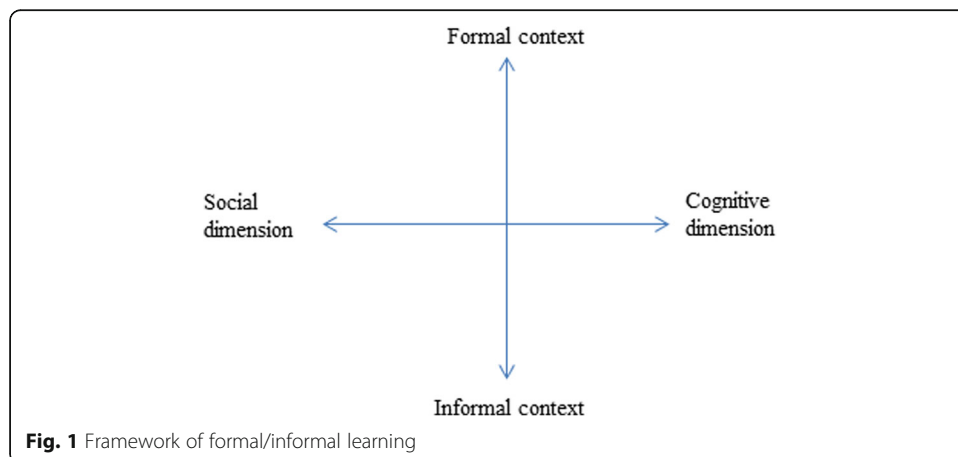 Formal context
Social
dimension
Cognitive
dimension
Informal context
Fig. 1 Framework of formal/informal learning